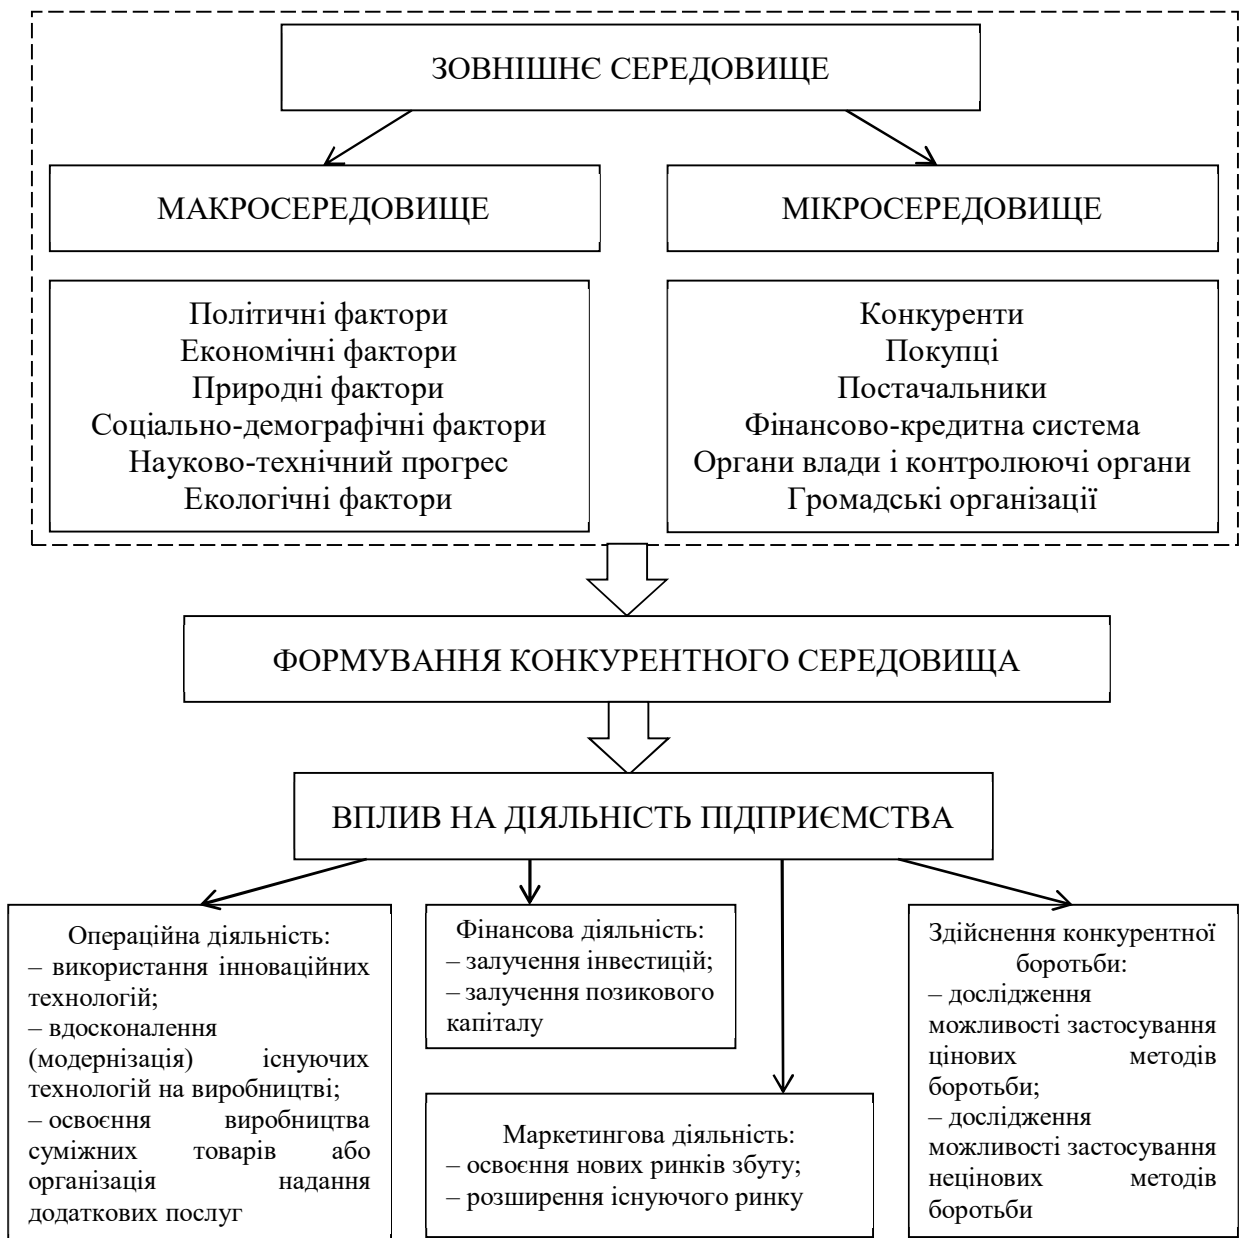 ЗОВНІШНЄ СЕРЕДОВИЩЕ
МАКРОСЕРЕДОВИЩЕ
МІКРОСЕРЕДОВИЩЕ
Політичні фактори
Економічні фактори
Природні фактори
Соціально-демографічні фактори
Науково-технічний прогрес
Екологічні фактори
Конкуренти
Покупці
Постачальники
Фінансово-кредитна система
Органи влади і контролюючі органи
Громадські організації
ФОРМУВАННЯ КОНКУРЕНТНОГО СЕРЕДОВИЩА
ВПЛИВ НА ДІЯЛЬНІСТЬ ПІДПРИЄМСТВА
Операційна діяльність:
– використання інноваційних
технологій;
– вдосконалення
(модернізація) існуючих
технологій на виробництві;
– освоєння виробництва
суміжних товарів або
організація надання
додаткових послуг
Фінансова діяльність:
– залучення інвестицій;
– залучення позикового
капіталу
Маркетингова діяльність:
– освоєння нових ринків збуту;
– розширення існуючого ринку
Здійснення конкурентної
боротьби:
– дослідження
можливості застосування
цінових методів
боротьби;
– дослідження
можливості застосування
нецінових методів
боротьби